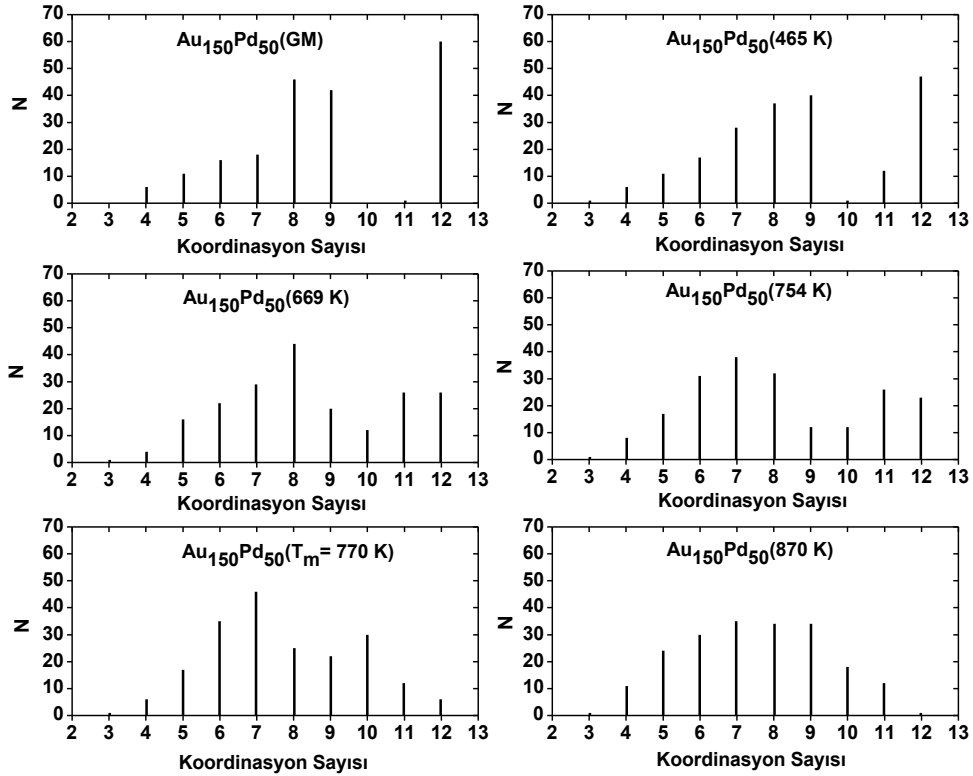 Au150Pd50(GM)
70
60
50
40
30
20
10
0
N
2 3 4 5 6 7 8 9 10 11 12 13
Koordinasyon Sayısı
Au150Pd50(465 K)
70
60
50
40
30
20
10
0
N
2 3 4 5 6 7 8 9 10 11 12 13
Koordinasyon Sayısı
Au150Pd50(669 K)
70
60
50
40
30
20
10
0
N
2 3 4 5 6 7 8 9 10 11 12 13
Koordinasyon Sayısı
Au150Pd50(754 K)
70
60
50
40
30
20
10
0
N
2 3 4 5 6 7 8 9 10 11 12 13
Koordinasyon Sayısı
Au150Pd50(Tm= 770 K)
70
60
50
40
30
20
10
0
N
2 3 4 5 6 7 8 9 10 11 12 13
Koordinasyon Sayısı
Au150Pd50(870 K)
70
60
50
40
30
20
10
0
N
2 3 4 5 6 7 8 9 10 11 12 13
Koordinasyon Sayısı